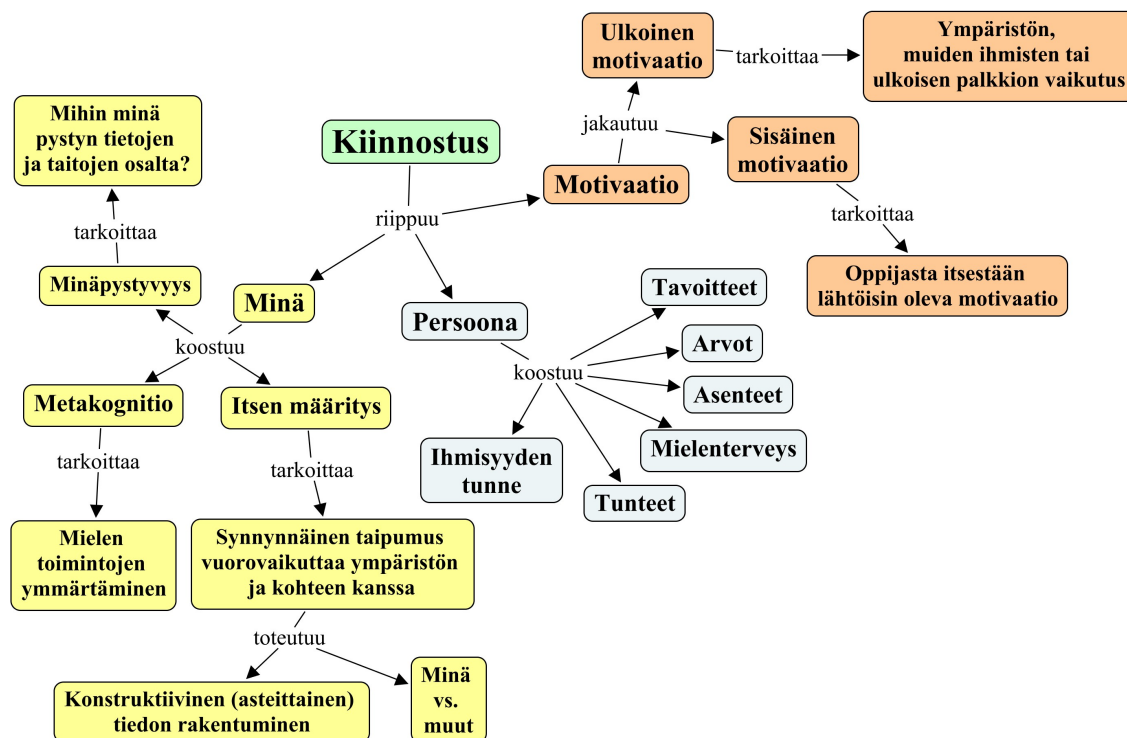 Ulkoinen
motivaatio
tarkoittaa
Ympäristön,
muiden ihmisten tai
ulkoisen palkkion vaikutus
Mihin minä
pystyn tietojen
ja taitojen osalta?
Kiinnostus
jakautuu
Sisäinen
motivaatio
Motivaatio
tarkoittaa
riippuu
tarkoittaa
Minäpystyvyys
Minä
Persoona
Tavoitteet
Oppijasta itsestään
lähtöisin oleva motivaatio
koostuu
Arvot
koostuu
Asenteet
Metakognitio
Itsen määritys
Mielenterveys
Ihmisyyden
tunne
Tunteet
tarkoittaa
tarkoittaa
Mielen
toimintojen
ymmärtäminen
Synnynnäinen taipumus
vuorovaikuttaa ympäristön
ja kohteen kanssa
toteutuu
Konstruktiivinen (asteittainen)
tiedon rakentuminen
Minä
vs.
muut